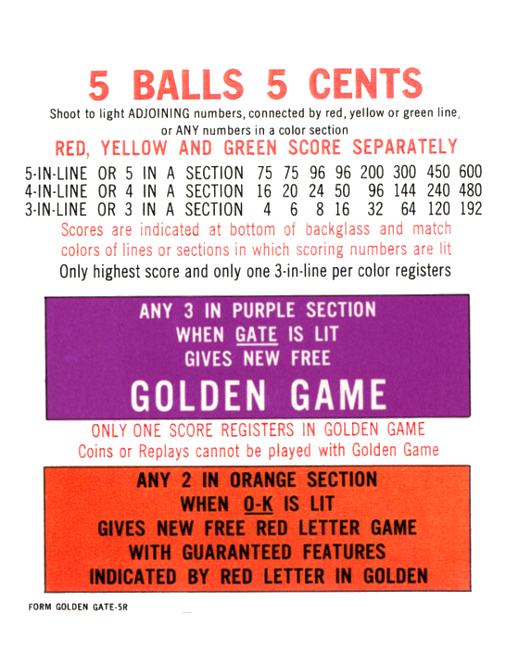 5 BALLS 5 CENTS
Shoot to light ADJOINING numbers, connected by red, yellow or green line,
or ANY numbers in a color section
RED, YELLOW AND GREEN SCORE SEPARATELY
5-IN-LINE OR 5 IN A SECTION 75 75 96 96 200 300 450 600
4-IN-LINE OR 4 IN A SECTION 16 20 24 50 96 144 240 480
3-IN-LINE OR 3 IN A SECTION 4 6 8 16 32 64 120 192
Scores are indicated at bottom of backglass and match
colors of lines or sections in which scoring numbers are lit
Only highest score and only one 3-in-line per color registers
ANY 3 IN PURPLE SECTION
WHEN GATE IS LIT
GIVES NEW FREE
GOLDEN GAME
ONLY ONE SCORE REGISTERS IN GOLDEN GAME
Coins or Replays cannot be played with Golden Game
ANY 2 IN ORANGE SECTION
WHEN O-K IS LIT
GIVES NEW FREE RED LETTER GAME
WITH GUARANTEED FEATURES
INDICATED BY RED LETTER IN GOLDEN
FORM GOLDEN GATE-5R